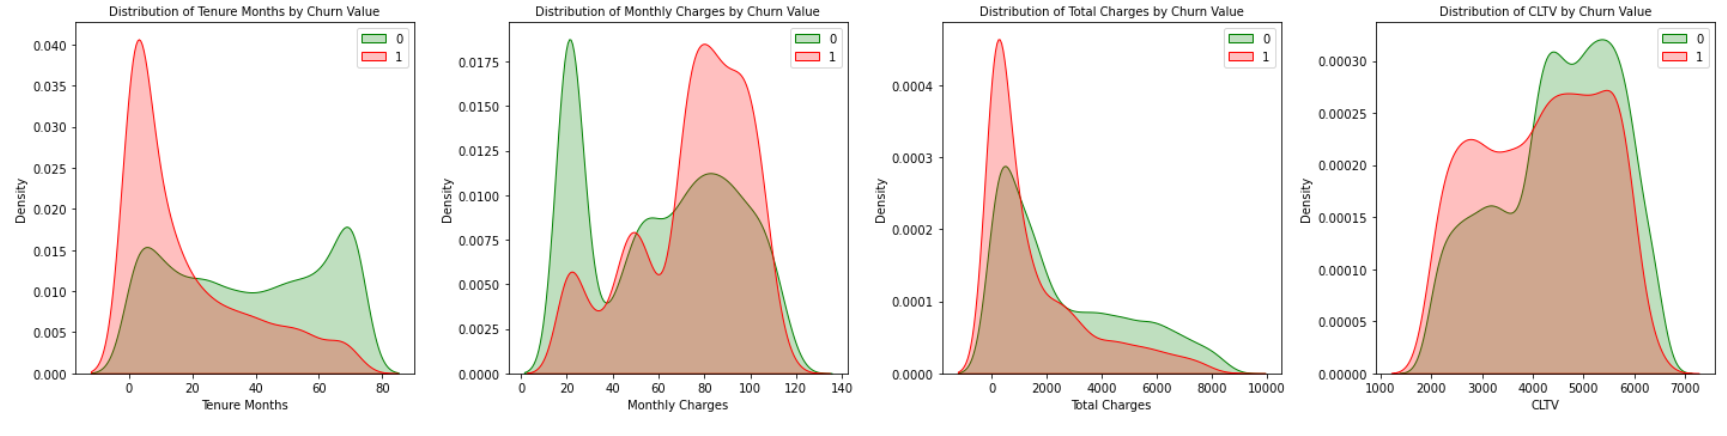 Distribution of Tenure Months by Churn Value
0
1
0.040
0.035
0.030
0.025
0.020
0.015
0.010
0.005
0.000
Density
0 20 40 60 80
Tenure Months
Distribution of Monthly Charges by Churn Value
0
1
0.0175
0.0150
0.0125
0.0100
0.0075
0.0050
0.0025
0.0000
Density
0 20 40 60 80 100 120 140
Monthly Charges
Distribution of Total Charges by Churn Value
0
1
0.0004
0.0003
0.0002
0.0001
0.0000
Density
0 2000 4000 6000 8000 10000
Total Charges
Distribution of CLTV by Churn Value
0
1
0.00030
0.00025
0.00020
0.00015
0.00010
0.00005
0.00000
Density
1000 2000 3000 4000 5000 6000 7000
CLTV